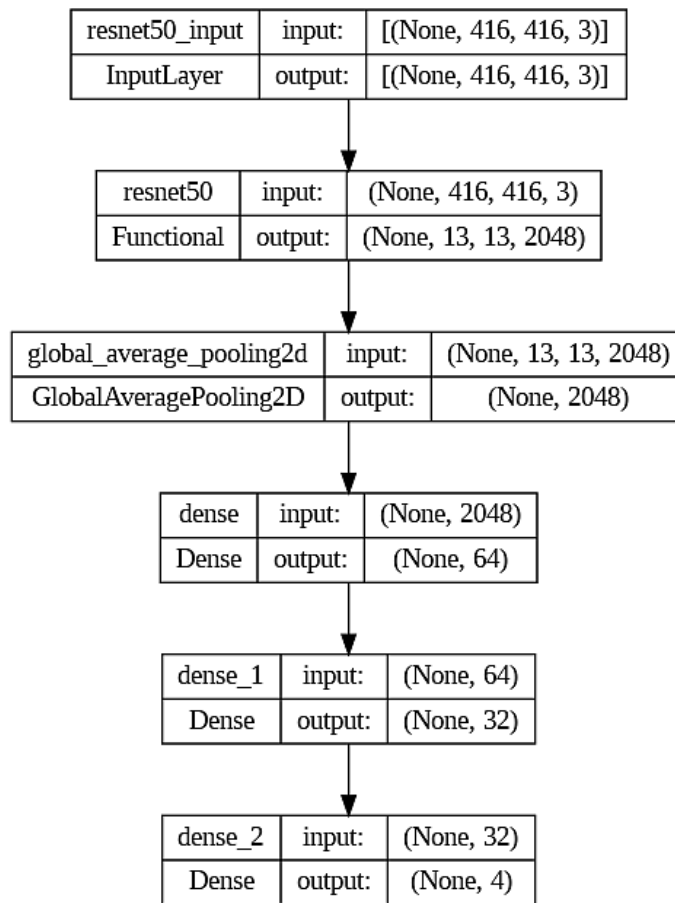 resnet50_input input: [(None, 416, 416, 3)]
InputLayer output: [(None, 416, 416, 3)]
resnet50 input: (None, 416, 416, 3)
Functional output: (None, 13, 13, 2048)
global_average_pooling2d input: (None, 13, 13, 2048)
GlobalAveragePooling2D output: (None, 2048)
dense input: (None, 2048)
Dense output: (None, 64)
dense_1 input: (None, 64)
Dense output: (None, 32)
dense_2 input: (None, 32)
Dense output: (None, 4)